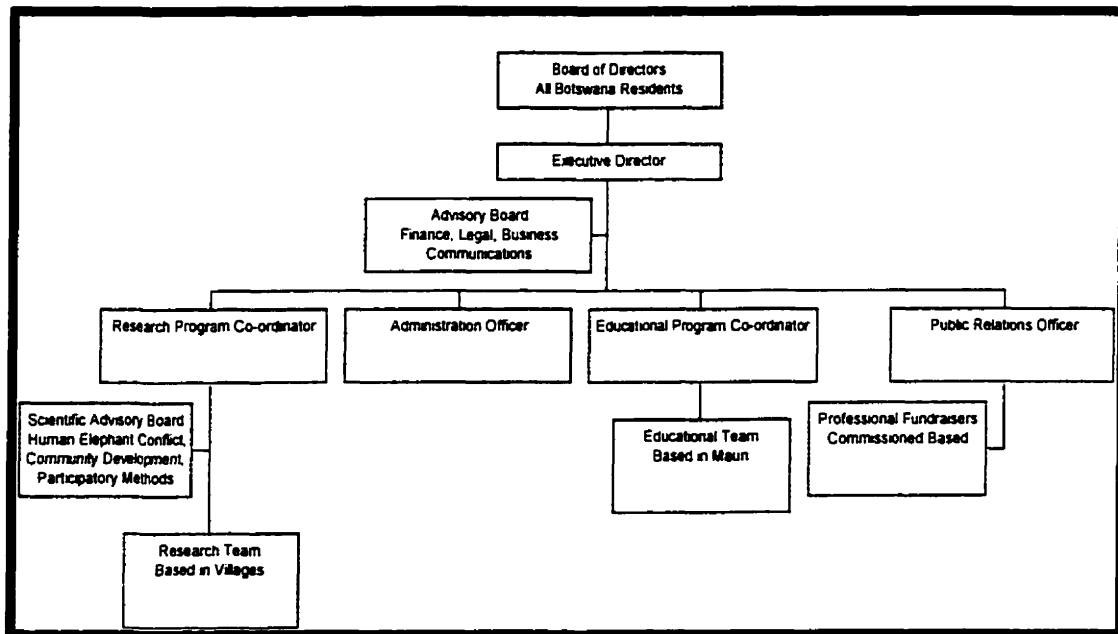 Board of Directors
All Botswana Residents
Executive Director
Advisory Board
Finance, Legal, Business
Communications
Research Program Co-ordinator
Administration Officer
Educational Program Co-ordinator
Public Relations Officer
Scientific Advisory Board
Human Elephant Conflict,
Community Development,
Participatory Methods
Educational Team
Based in Maun
Professional Fundraisers
Commissioned Based
Research Team
Based in Villages